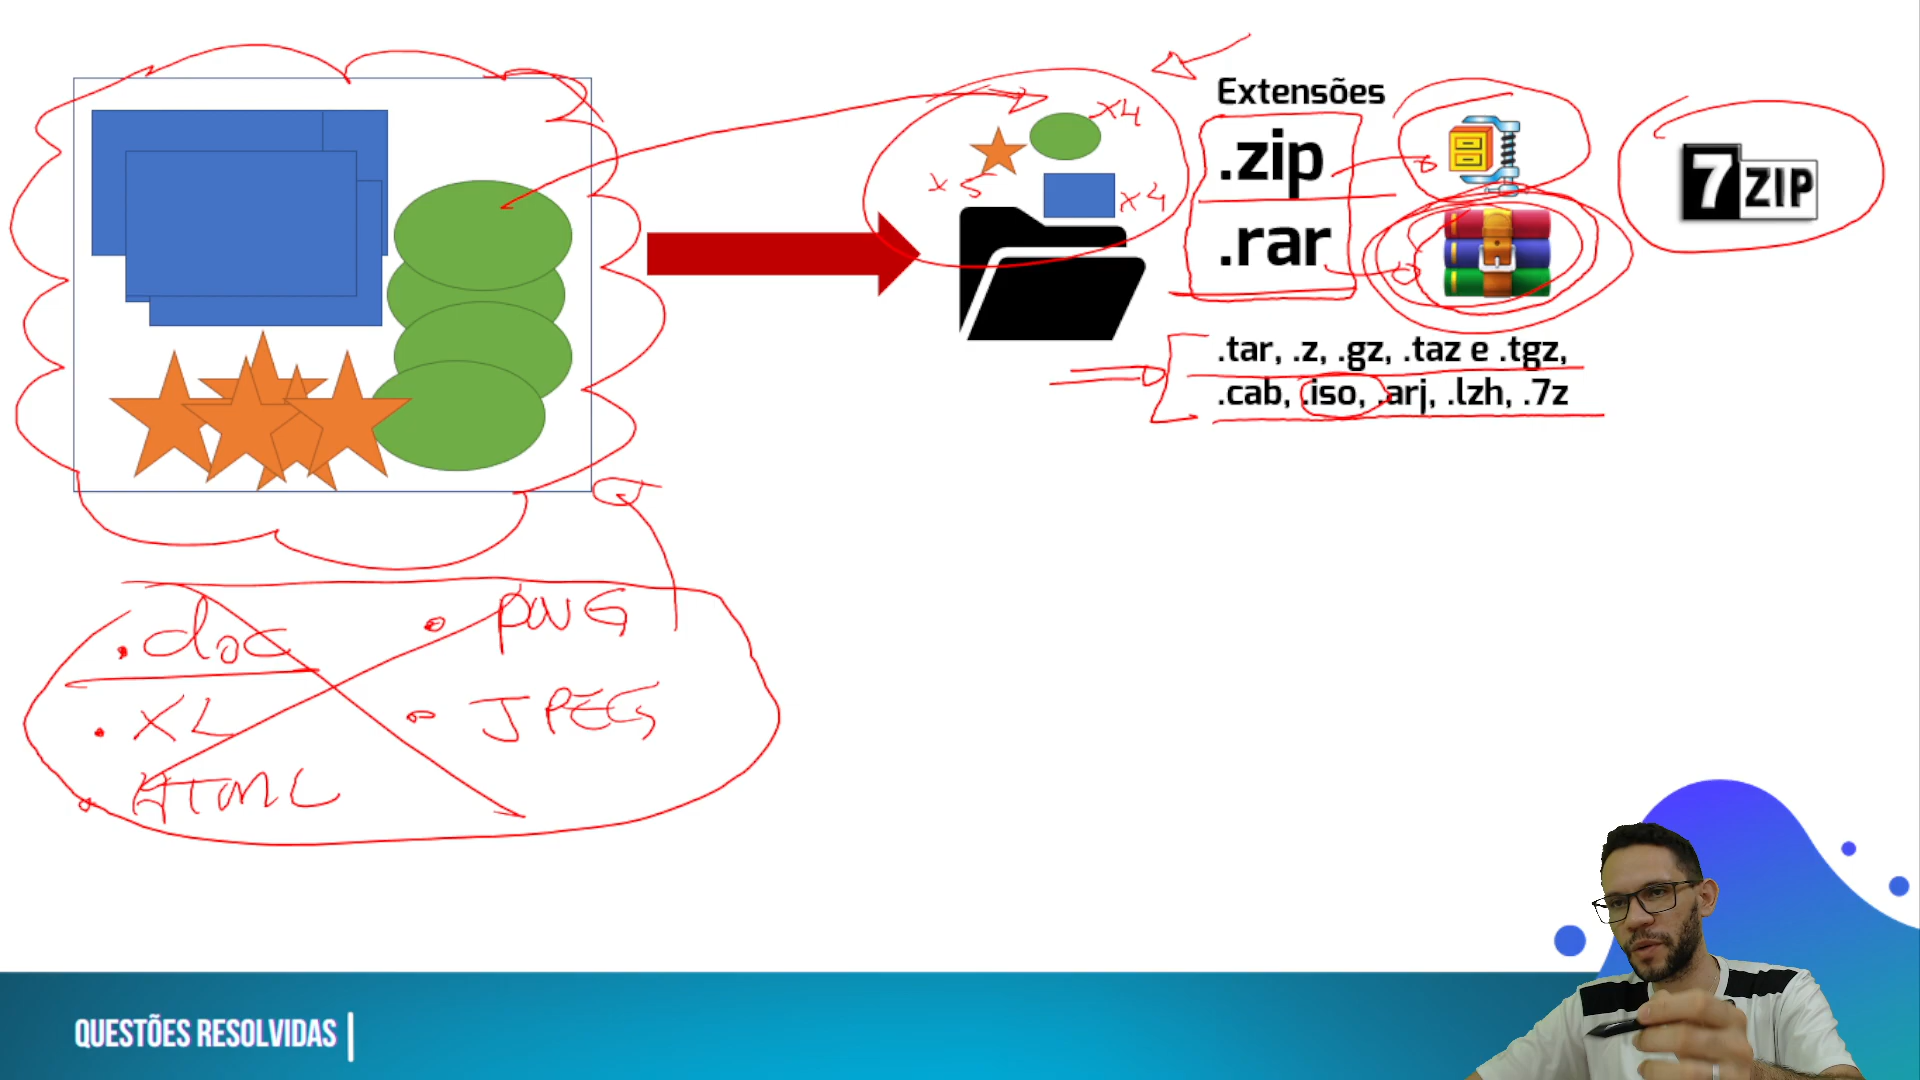 Extensões
.zip
.rar
.tar, .z, .gz, .taz e .tgz,
.cab, .iso, .arj, .lzh, .7z
7ZIP
x4
x5
x4
.doc
. XL
. HTML
. PNG
. JPEG
QUESTÕES RESOLVIDAS |